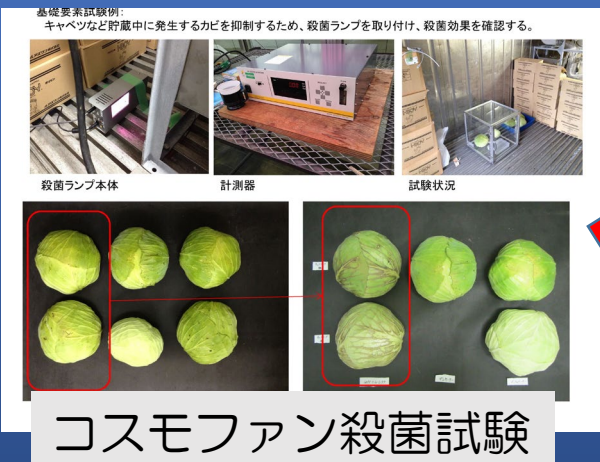 基礎要素試験例:
キャベツなど貯蔵中に発生するカビを抑制するため、殺菌ランプを取り付け、殺菌効果を確認する。
殺菌ランプ本体
計測器
試験状況
コスモファン殺菌試験